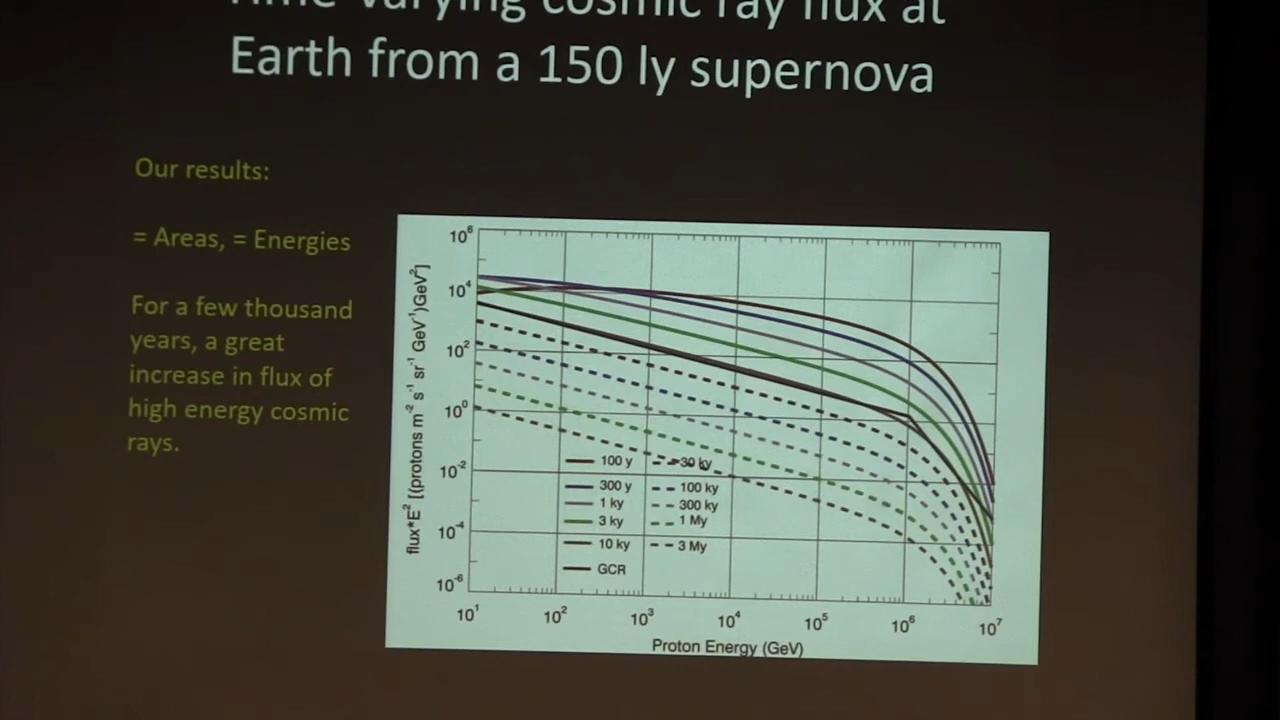 Time-varying cosmic ray flux at
Earth from a 150 ly supernova
Our results:
= Areas, = Energies
For a few thousand
years, a great
increase in flux of
high energy cosmic
rays.
flux*E² [(protons m⁻² s⁻¹ sr⁻¹ GeV⁻¹)GeV²]
10⁶
10⁴
10²
10⁰
10⁻²
10⁻⁴
10⁻⁶
100 y
300 y
1 ky
3 ky
10 ky
GCR
30 ky
100 ky
300 ky
1 My
3 My
10¹ 10² 10³ 10⁴ 10⁵ 10⁶ 10⁷
Proton Energy (GeV)